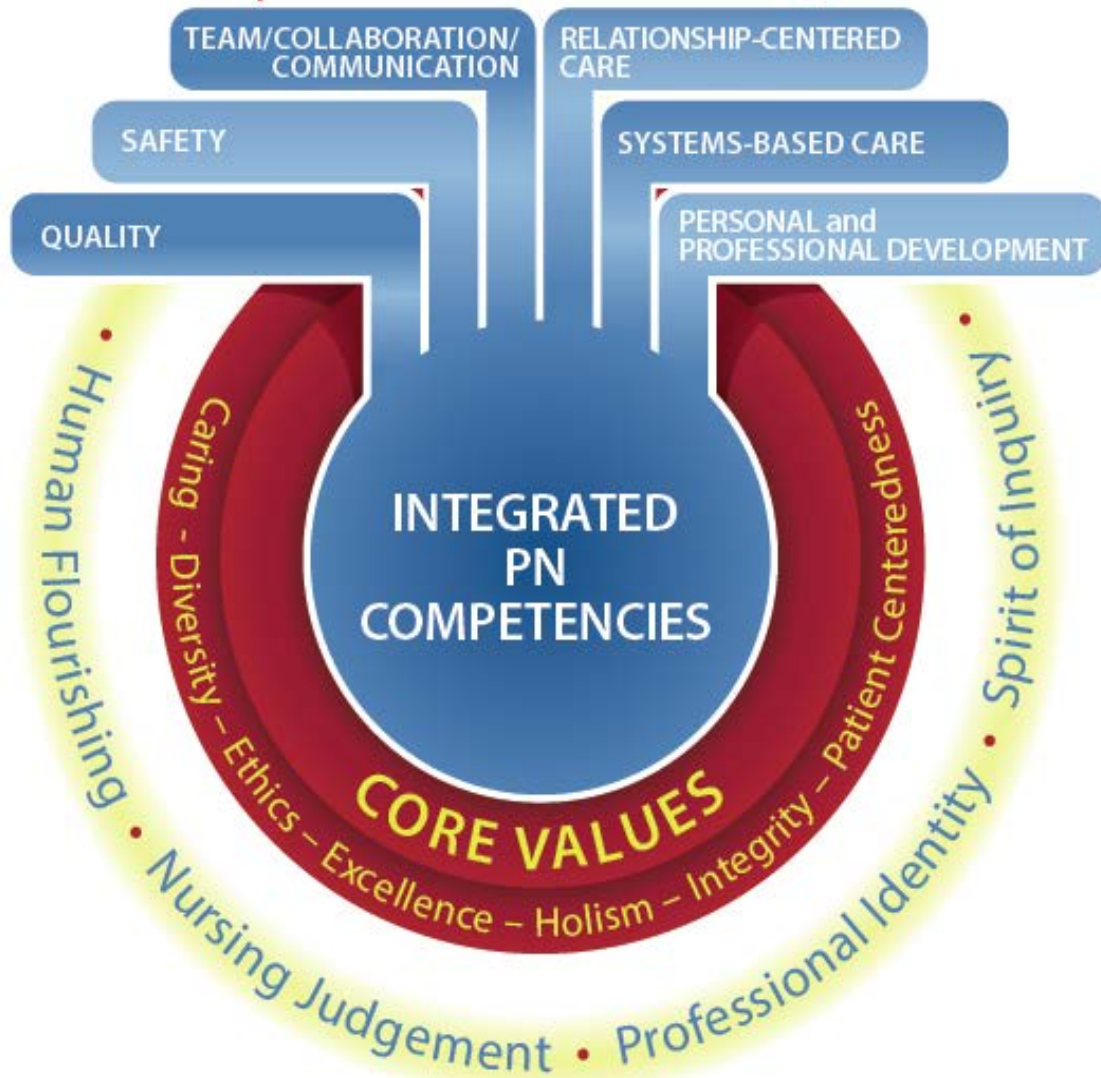 TEAM/COLLABORATION/
COMMUNICATION
RELATIONSHIP-CENTERED
CARE
SAFETY
SYSTEMS-BASED CARE
QUALITY
PERSONAL and
PROFESSIONAL DEVELOPMENT
INTEGRATED
PN
COMPETENCIES
CORE VALUES
Caring - Diversity – Ethics – Excellence – Holism – Integrity – Patient Centeredness
• Human Flourishing • Nursing Judgement • Professional Identity • Spirit of Inquiry •